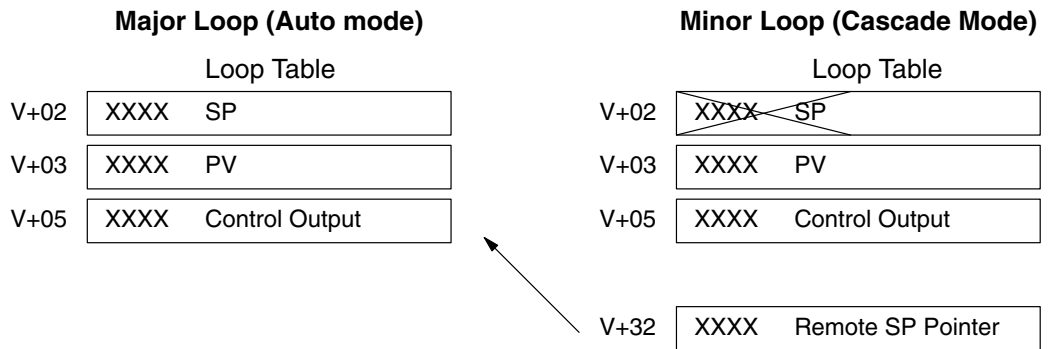 Major Loop (Auto mode)
Loop Table
V+02 XXXX SP
V+03 XXXX PV
V+05 XXXX Control Output
Minor Loop (Cascade Mode)
Loop Table
V+02 XXXX SP
V+03 XXXX PV
V+05 XXXX Control Output
V+32 XXXX Remote SP Pointer